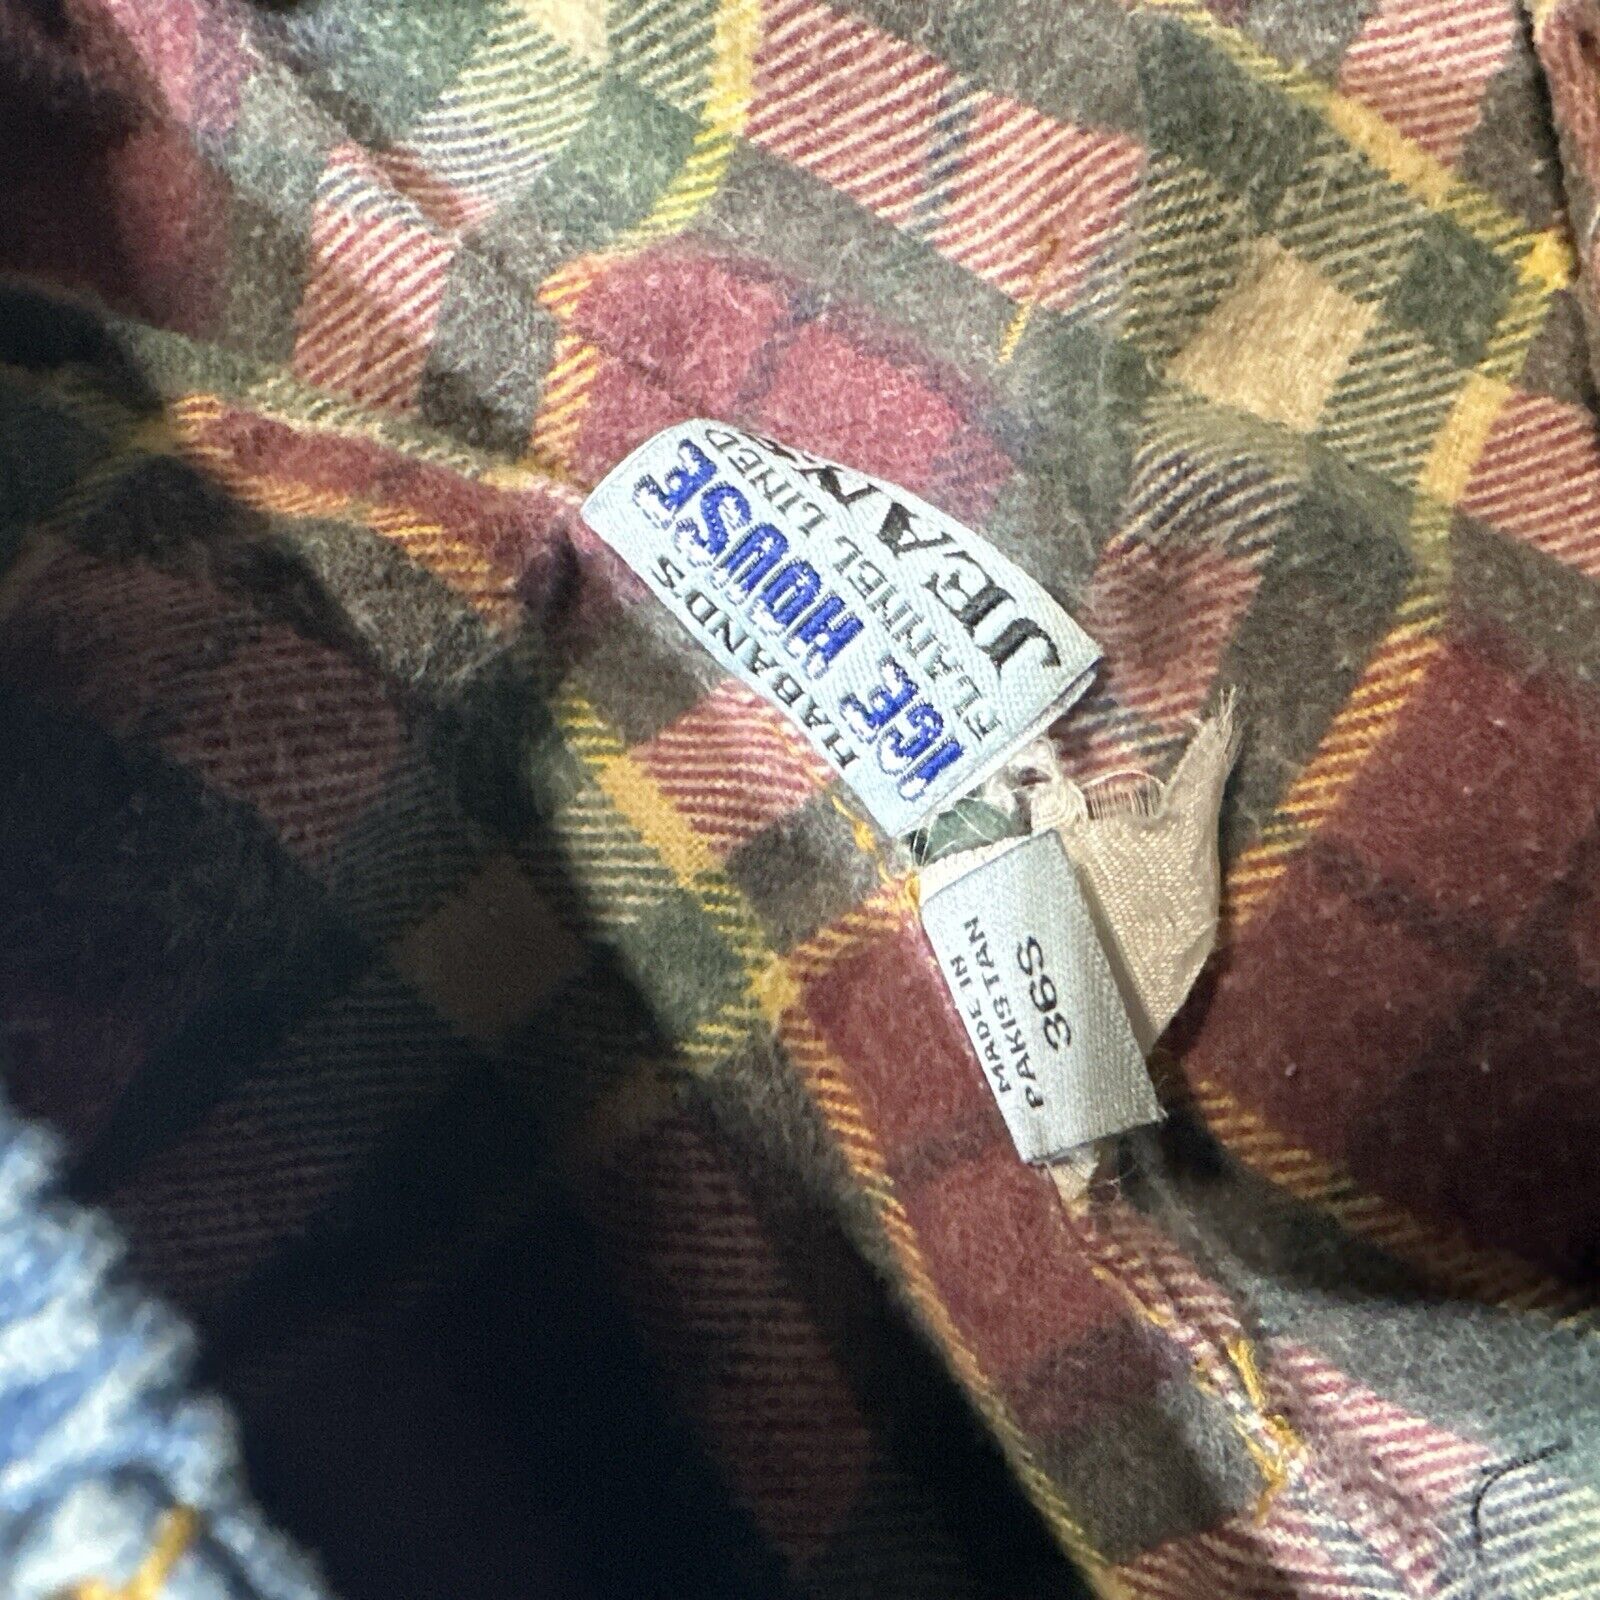 HABAND'S
ICE HOUSE
FLANNEL LINED
JEANS
MADE IN
PAKISTAN
36S